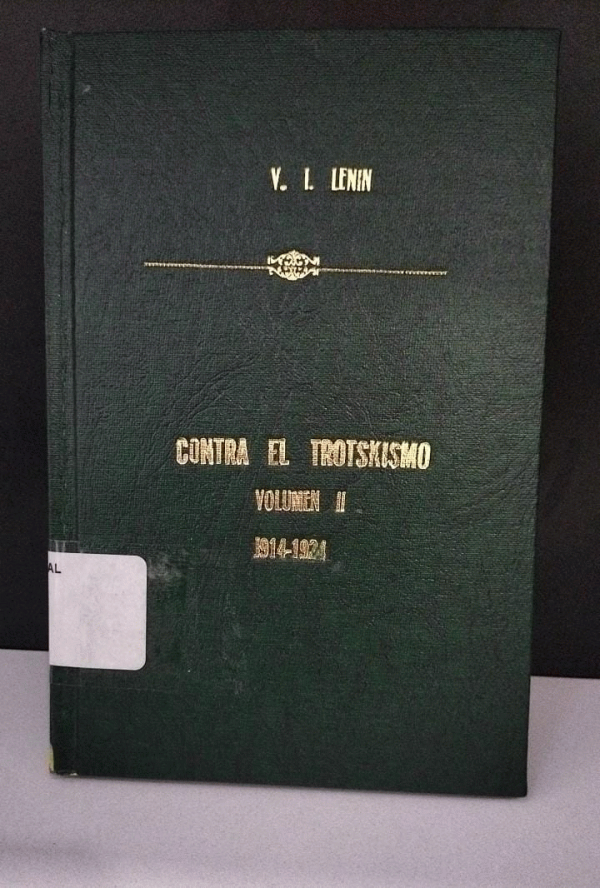 V. I. LENIN
CONTRA EL TROTSKISMO
VOLUMEN II
1914-1924
AL